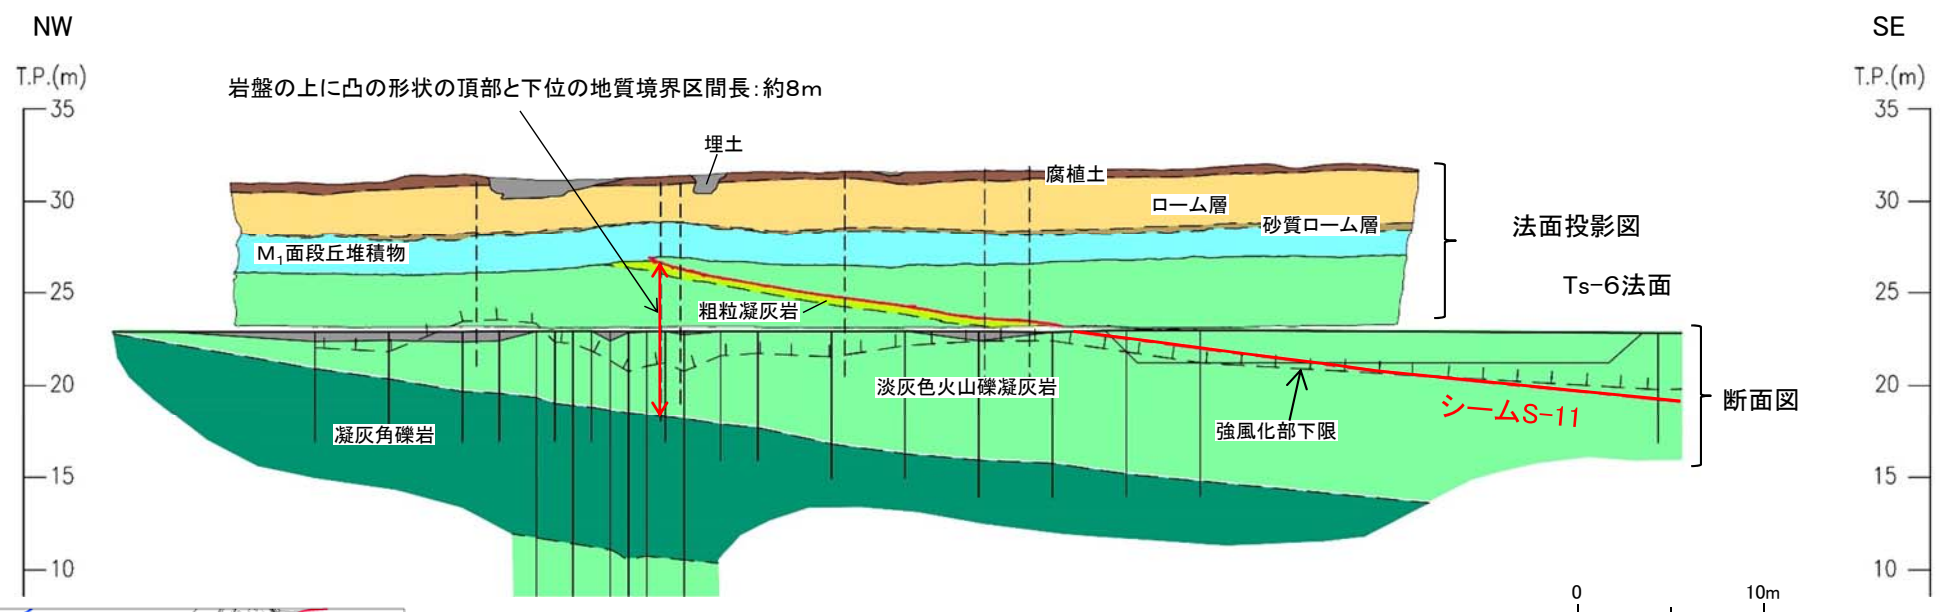 NW
SE
T.P.(m)
T.P.(m)
岩盤の上に凸の形状の頂部と下位の地質境界区間長：約8m
35
35
埋土
腐植土
30
ローム層
30
砂質ローム層
法面投影図
M1面段丘堆積物
Ts-6法面
25
25
粗粒凝灰岩
20
淡灰色火山礫凝灰岩
20
断面図
シームS-11
凝灰角礫岩
強風化部下限
15
15
10
10
0
10m